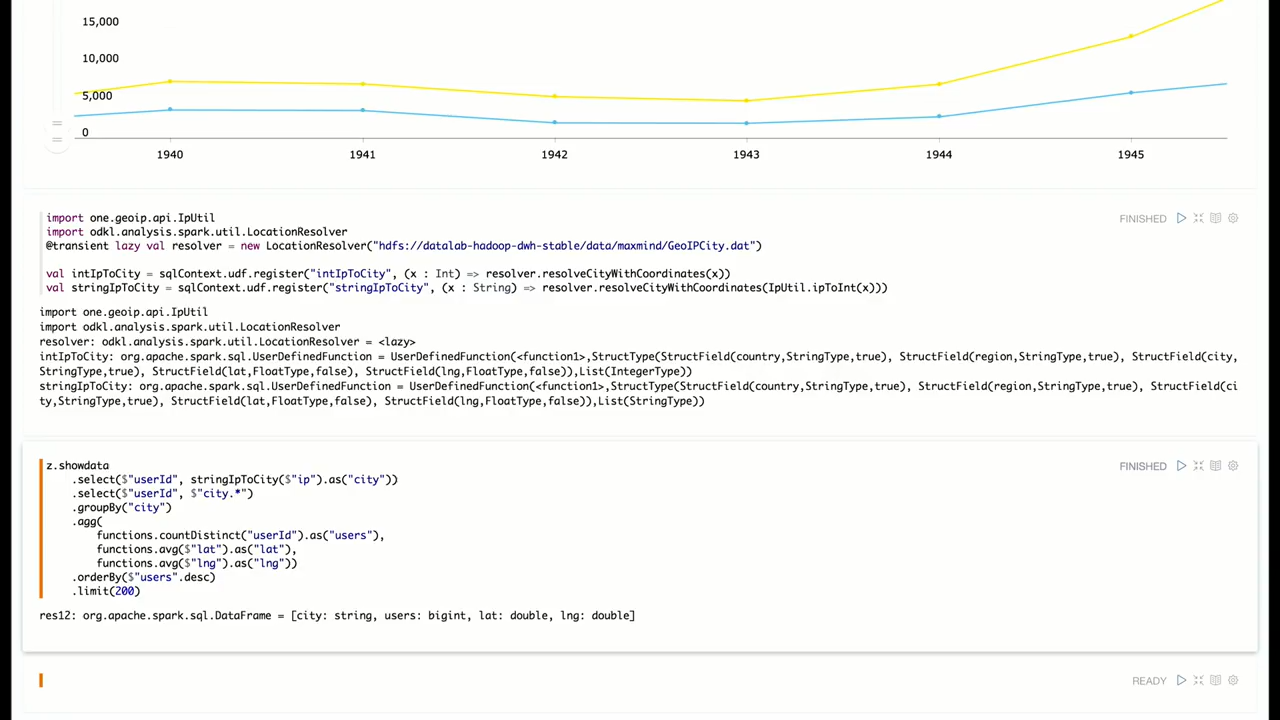 15,000
10,000
5,000
0
1940 1941 1942 1943 1944 1945
import one.geoip.api.IpUtil
FINISHED
import odkl.analysis.spark.util.LocationResolver
@transient lazy val resolver = new LocationResolver("hdfs://datalab-hadoop-dwh-stable/data/maxmind/GeoIPCity.dat")
val intIpToCity = sqlContext.udf.register("intIpToCity", (x : Int) => resolver.resolveCityWithCoordinates(x))
val stringIpToCity = sqlContext.udf.register("stringIpToCity", (x : String) => resolver.resolveCityWithCoordinates(IpUtil.ipToInt(x)))
import one.geoip.api.IpUtil
import odkl.analysis.spark.util.LocationResolver
resolver: odkl.analysis.spark.util.LocationResolver = <lazy>
intIpToCity: org.apache.spark.sql.UserDefinedFunction = UserDefinedFunction(<function1>,StructType(StructField(country,StringType,true), StructField(region,StringType,true), StructField(city,
StringType,true), StructField(lat,FloatType,false), StructField(lng,FloatType,false)),List(IntegerType))
stringIpToCity: org.apache.spark.sql.UserDefinedFunction = UserDefinedFunction(<function1>,StructType(StructField(country,StringType,true), StructField(region,StringType,true), StructField(ci
ty,StringType,true), StructField(lat,FloatType,false), StructField(lng,FloatType,false)),List(StringType))
z.showdata
FINISHED
.select($"userId", stringIpToCity($"ip").as("city"))
.select($"userId", $"city.*")
.groupBy("city")
.agg(
functions.countDistinct("userId").as("users"),
functions.avg($"lat").as("lat"),
functions.avg($"lng").as("lng"))
.orderBy($"users".desc)
.limit(200)
res12: org.apache.spark.sql.DataFrame = [city: string, users: bigint, lat: double, lng: double]
READY